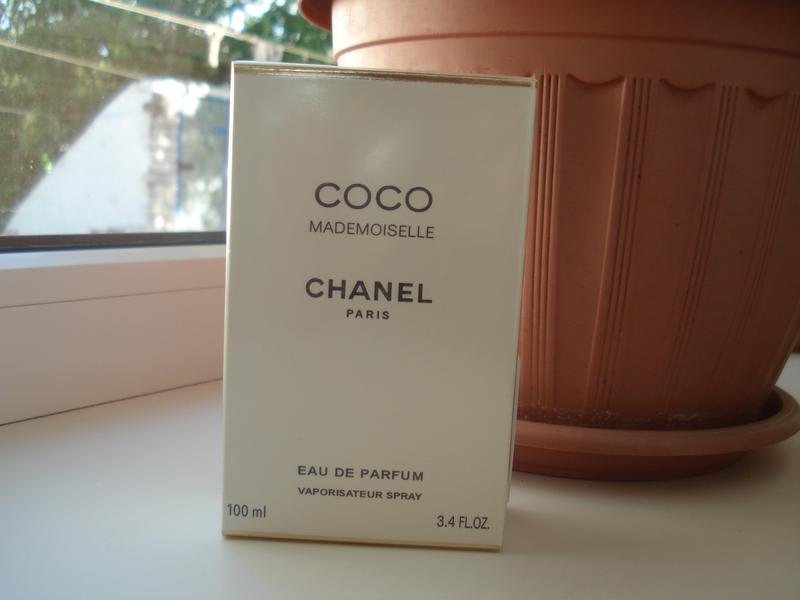 COCO
MADEMOISELLE
CHANEL
PARIS
EAU DE PARFUM
VAPORISATEUR SPRAY
100 ml 3.4 FL.OZ.